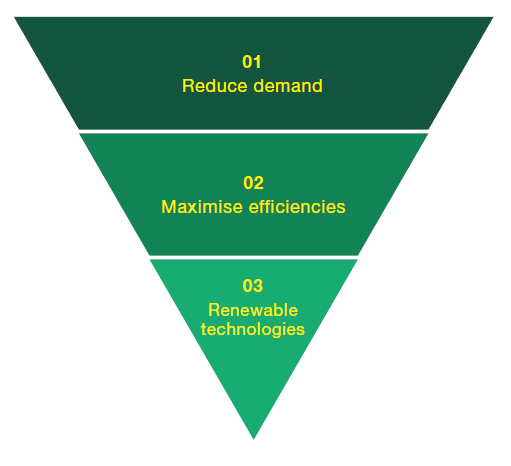 01
Reduce demand
02
Maximise efficiencies
03
Renewable
technologies